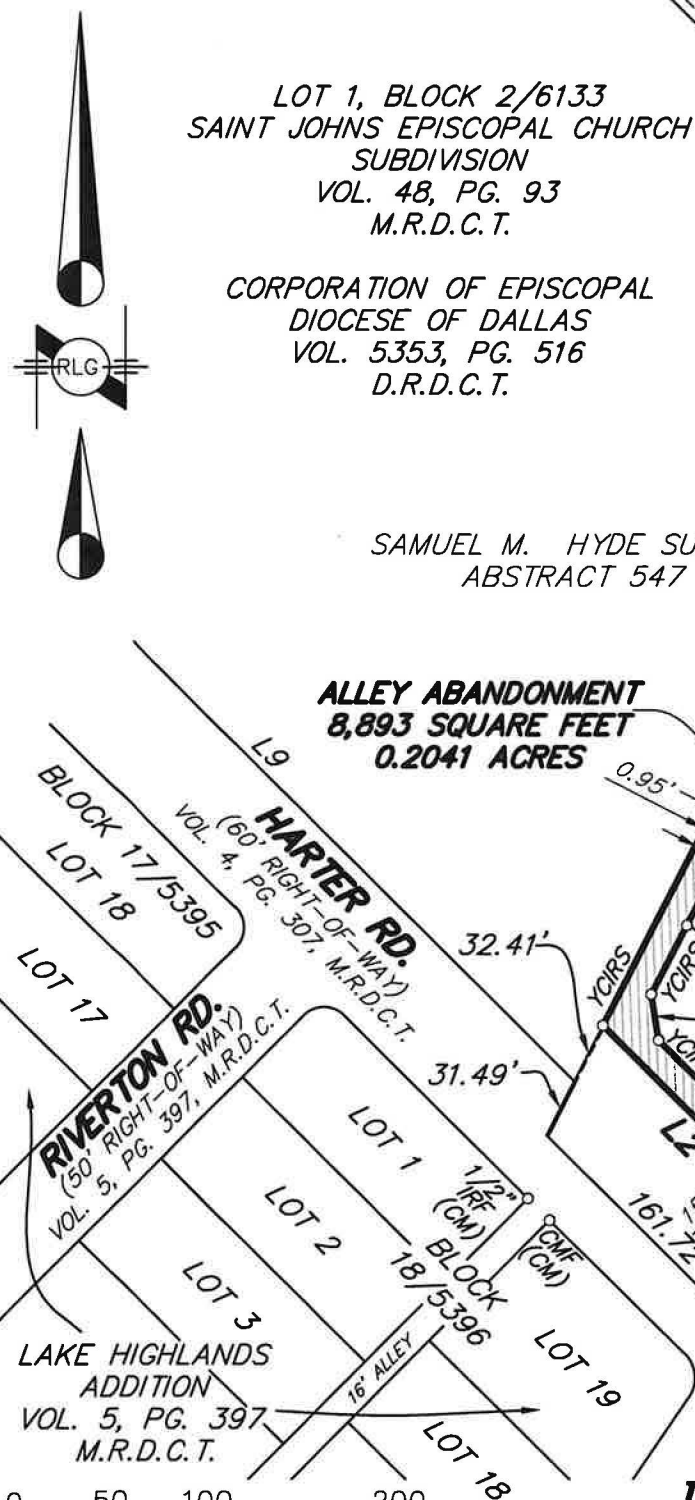 LOT 1, BLOCK 2/6133
SAINT JOHNS EPISCOPAL CHURCH
SUBDIVISION
VOL. 48, PG. 93
M.R.D.C.T.
CORPORATION OF EPISCOPAL
DIOCESE OF DALLAS
VOL. 5353, PG. 516
D.R.D.C.T.
RLG
SAMUEL M. HYDE SU
ABSTRACT 547
ALLEY ABANDONMENT
8,893 SQUARE FEET
0.2041 ACRES
0.95'
L9
HARTER RD.
(60' RIGHT-OF-WAY)
VOL. 4, PG. 307, M.R.D.C.T.
BLOCK 17/5395
LOT 18
LOT 17
32.41'
YCIRS
YCIRS
31.49'
L2
161.72
RIVERTON RD.
(50' RIGHT-OF-WAY)
VOL. 5, PG. 397, M.R.D.C.T.
LOT 1
1/2"
IRF
(CM)
CMF
(CM)
LOT 2
BLOCK
18/5396
LOT 3
16' ALLEY
LOT 19
LOT 18
LAKE HIGHLANDS
ADDITION
VOL. 5, PG. 397
M.R.D.C.T.
50 100 200